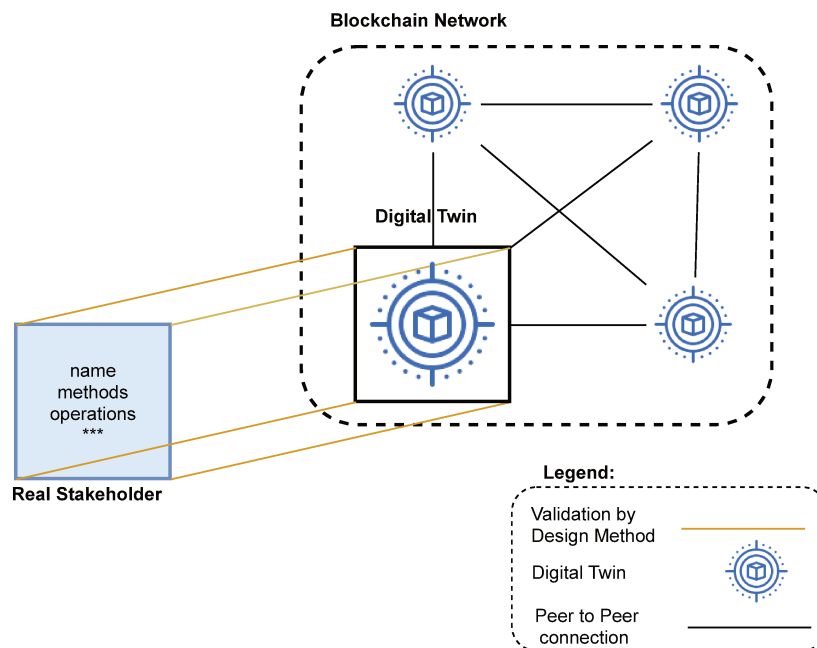 Blockchain Network
Digital Twin
name
methods
operations
***
Real Stakeholder
Legend:
Validation by
Design Method
Digital Twin
Peer to Peer
connection